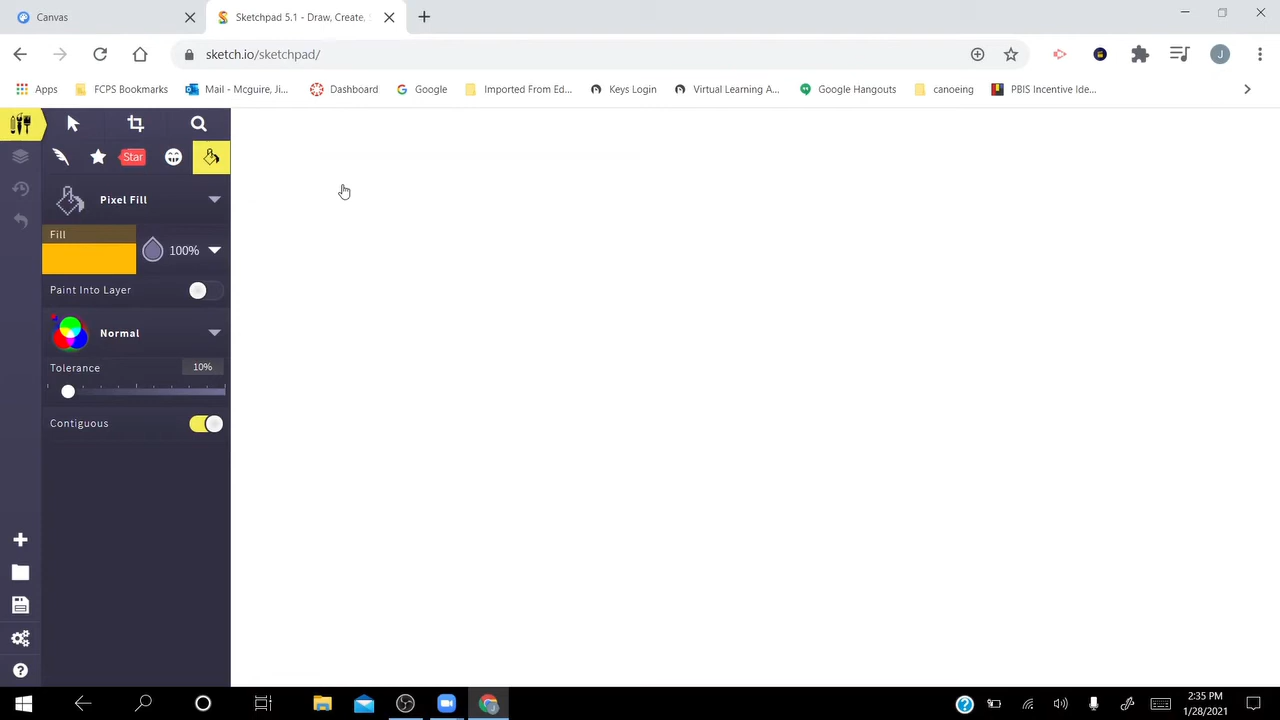 Canvas
Sketchpad 5.1 - Draw, Create,
sketch.io/sketchpad/
J
Apps
FCPS Bookmarks
Mail - Mcguire, Ji...
Dashboard
Google
Imported From Ed...
Keys Login
Virtual Learning A...
Google Hangouts
canoeing
PBIS Incentive Ide...
Star
Pixel Fill
Fill
100%
Paint Into Layer
Normal
Tolerance
10%
Contiguous
2:35 PM
1/28/2021